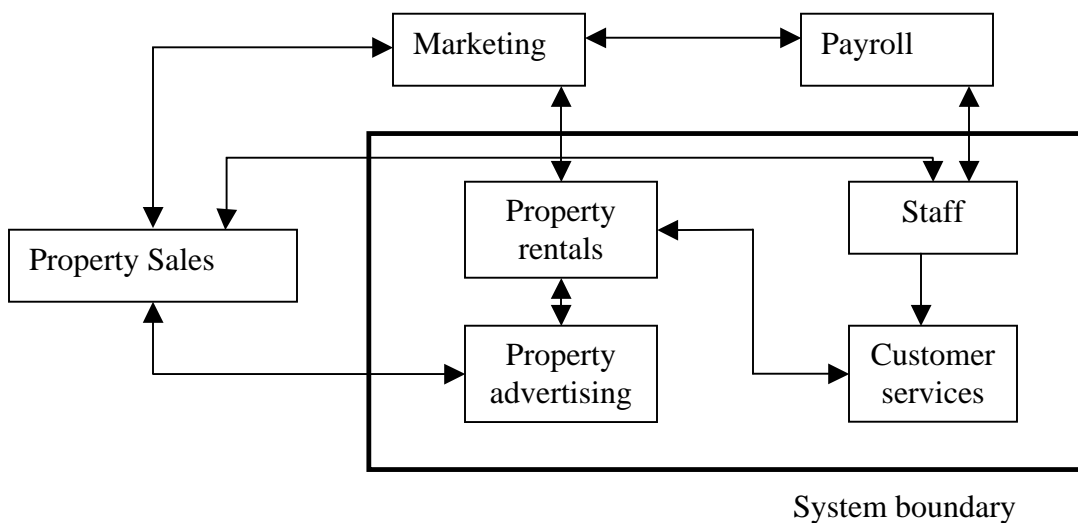 Marketing
Payroll
Property
rentals
Staff
Property Sales
Property
advertising
Customer
services
System boundary